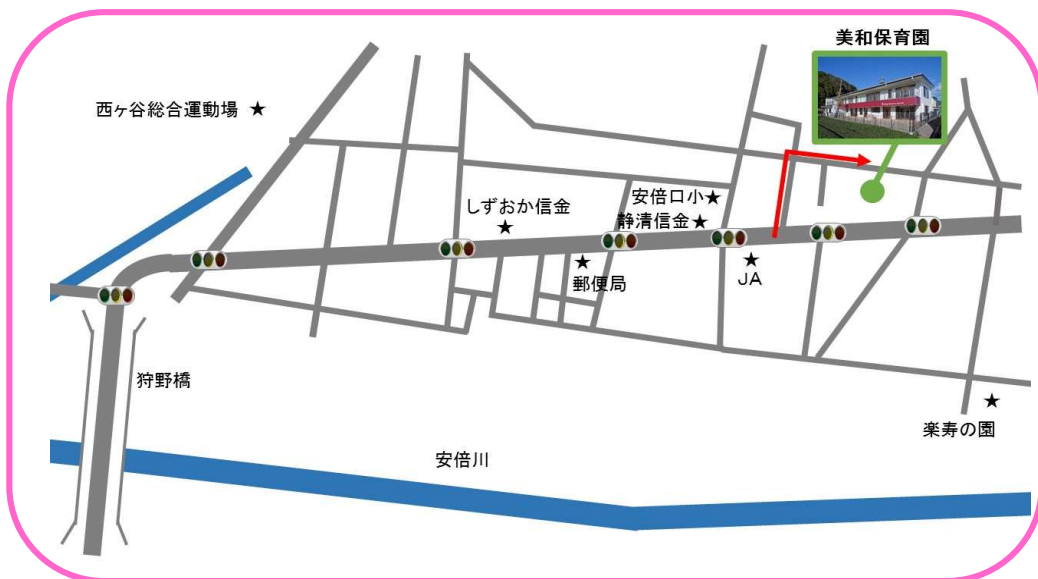 美和保育園
西ヶ谷総合運動場 ★
しずおか信金
★
安倍口小★
静清信金★
★
郵便局
★
JA
狩野橋
★
楽寿の園
安倍川